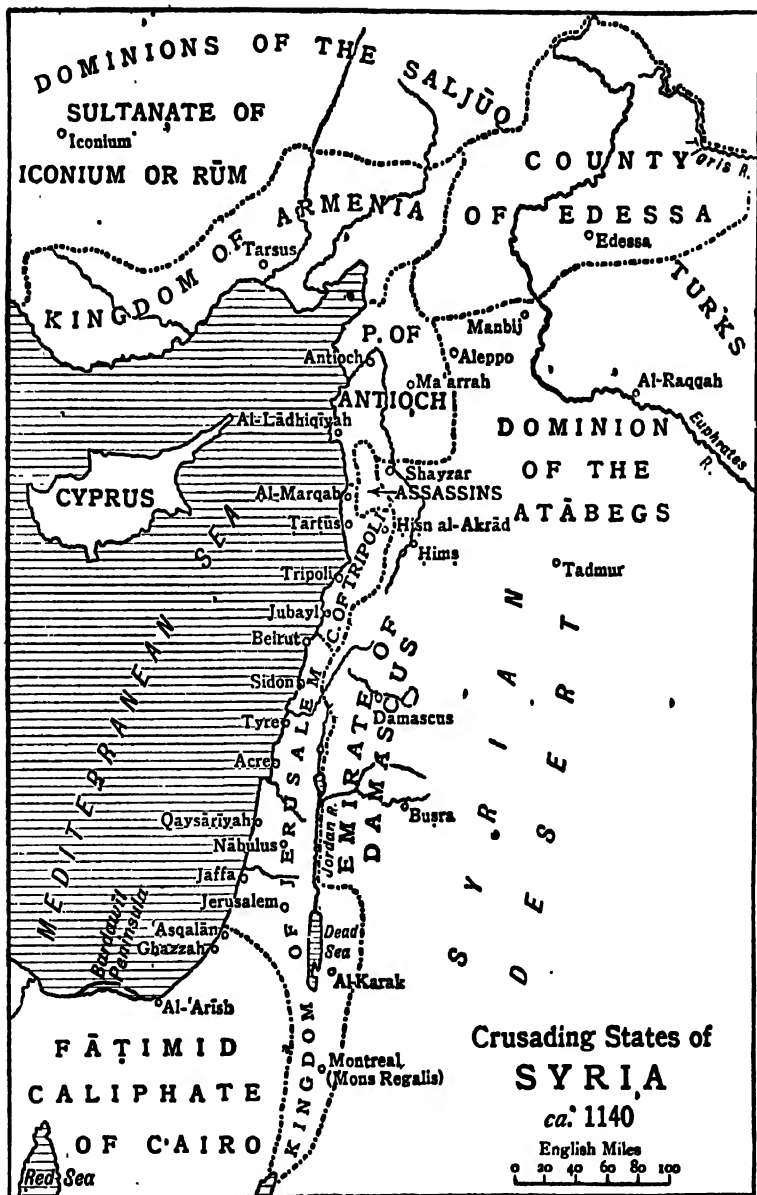 DOMINIONS OF THE SALJŪQ
SULTANATE OF
Iconium
ICONIUM OR RŪM
KINGDOM OF ARMENIA
Tarsus
COUNTY
OF EDESSA
Edessa
Tigris R.
TURKS
P. OF
ANTIOCH
Antioch
Manbij
Aleppo
Ma'arrah
Al-Raqqah
Euphrates
R.
Al-Lādhiqīyah
DOMINION
OF THE
ATĀBEGS
Shayzar
CYPRUS
Al-Marqab
ASSASSINS
Tartūs
Hisn al-Akrād
Hims
Tadmur
Tripoli
C. OF TRIPOLI
Jubayl
Beirut
MEDITERRANEAN SEA
Sidon
Damascus
Tyre
EMIRATE OF
DAMASCUS
SYRIAN
DESERT
Acre
Busra
Jordan R.
Qaysārīyah
Nābulus
Jaffa
Jerusalem
'Asqalān
Ghazzah
Dead
Sea
KINGDOM OF JERUSALEM
Bardawīl
Peninsula
Al-'Arīsh
Al-Karak
Montreal
(Mons Regalis)
FĀṬIMID
CALIPHATE
OF CAIRO
Red Sea
Crusading States of
SYRIA
ca. 1140
English Miles
0 20 40 60 80 100